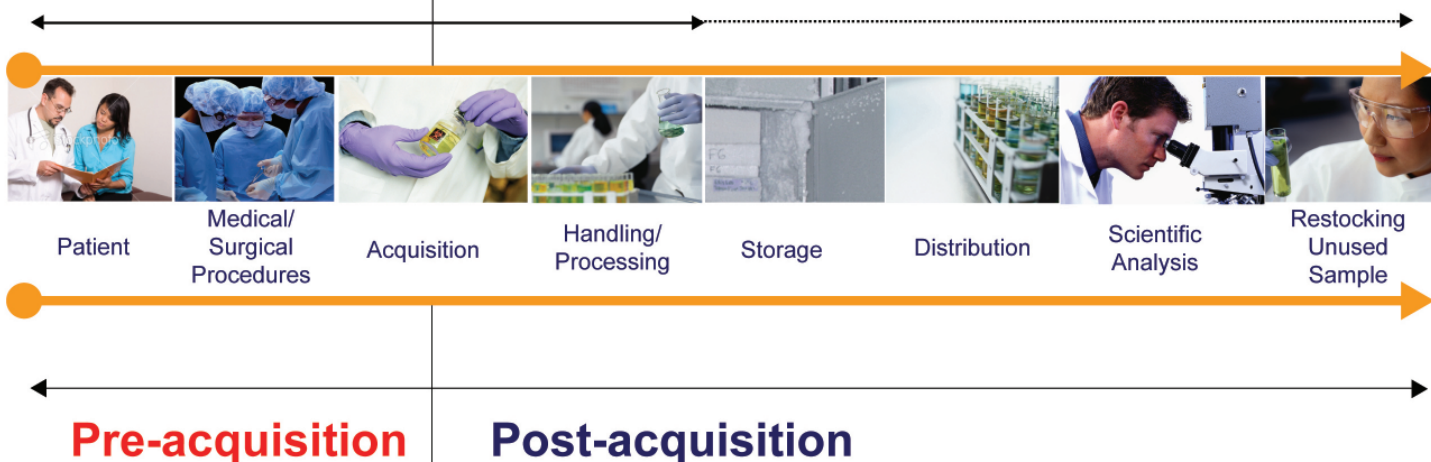 Patient
Medical/
Surgical
Procedures
Acquisition
Handling/
Processing
Storage
Distribution
Scientific
Analysis
Restocking
Unused
Sample
Pre-acquisition
Post-acquisition